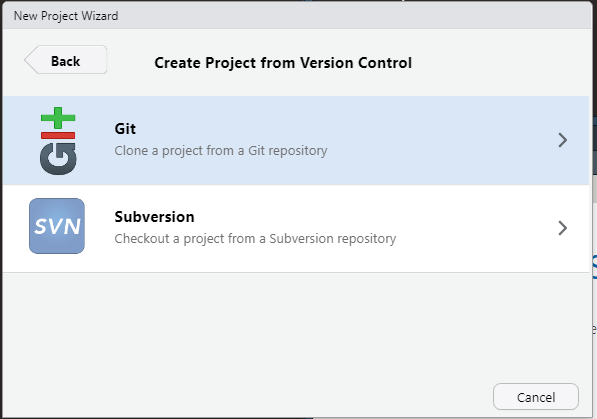 New Project Wizard
Back
Create Project from Version Control
Git
Git
Clone a project from a Git repository
SVN
Subversion
Checkout a project from a Subversion repository
Cancel